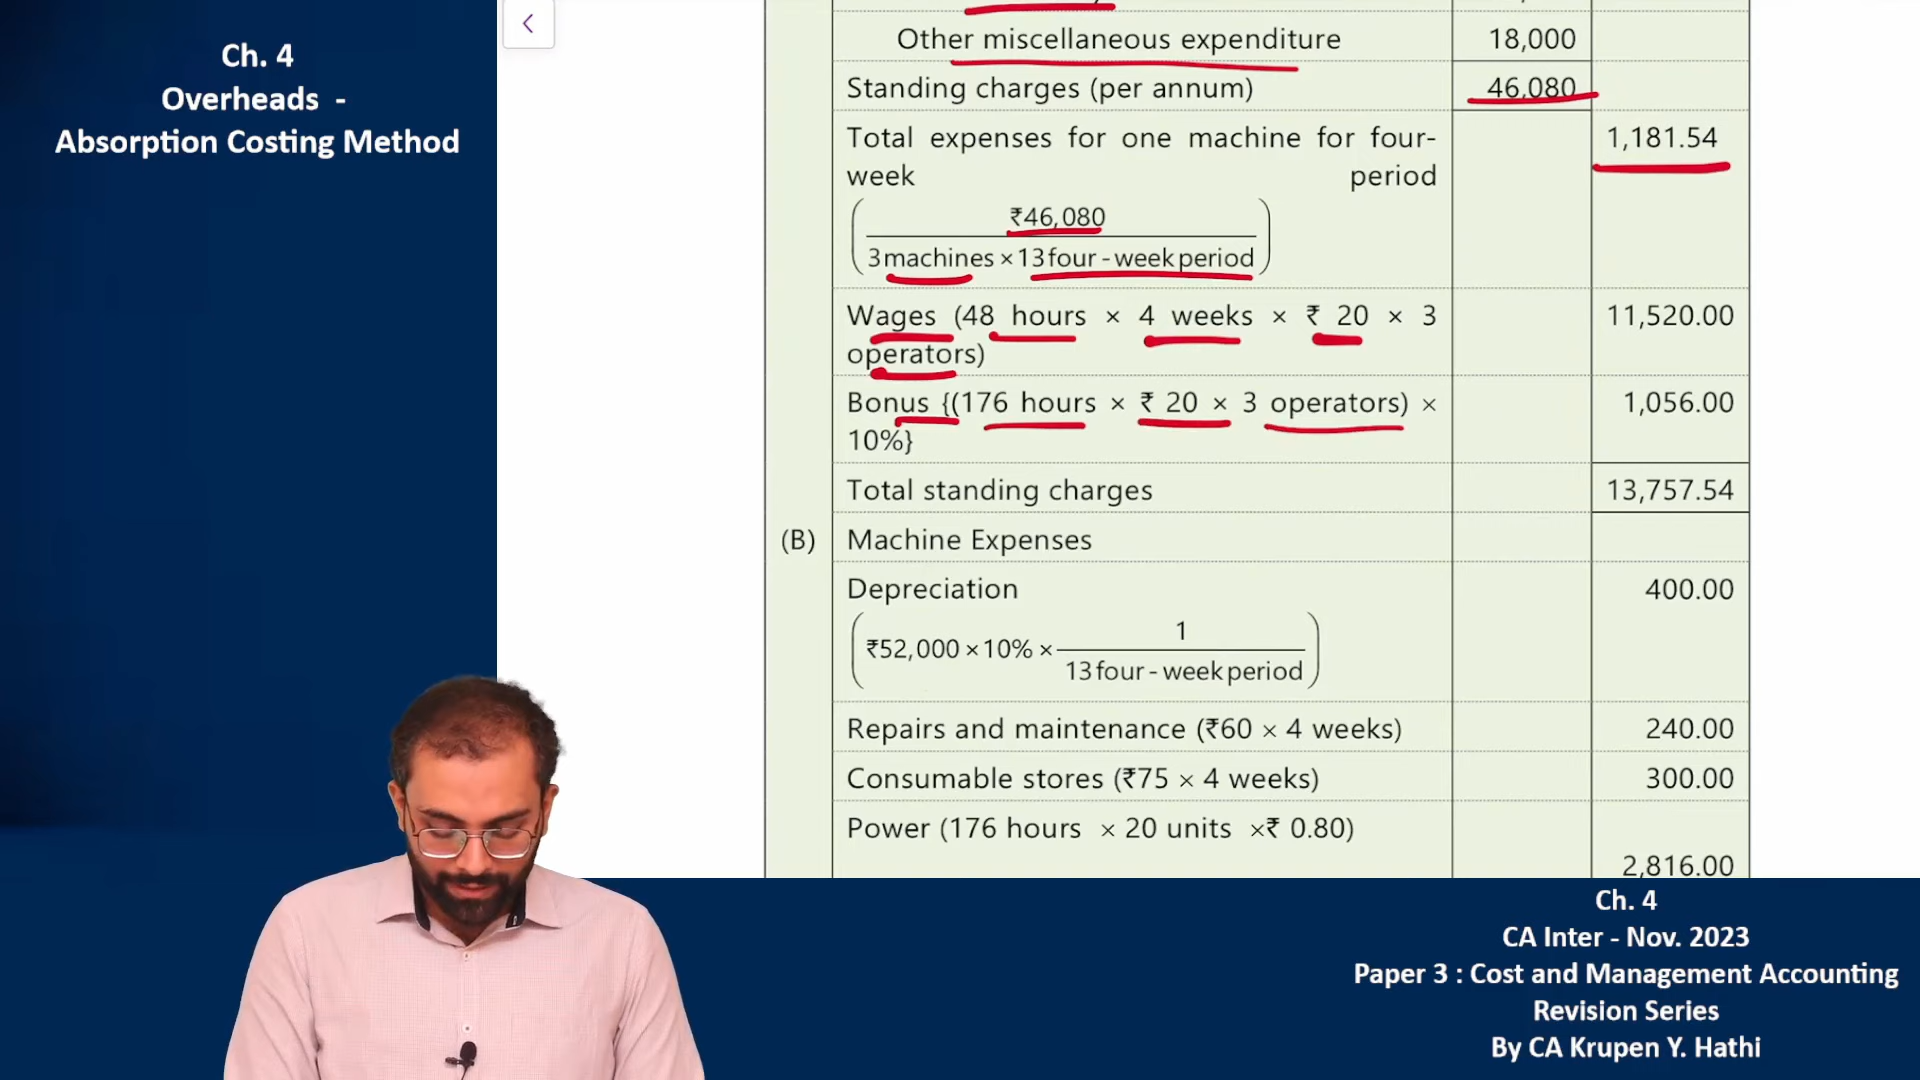 Ch. 4
Overheads -
Absorption Costing Method
Other miscellaneous expenditure 18,000
Standing charges (per annum) 46,080
Total expenses for one machine for four- 1,181.54
week period
₹46,080
3 machines × 13 four - week period
Wages (48 hours × 4 weeks × ₹ 20 × 3 11,520.00
operators)
Bonus {(176 hours × ₹ 20 × 3 operators) × 1,056.00
10%}
Total standing charges 13,757.54
(B) Machine Expenses
Depreciation 400.00
(₹52,000 × 10% × 1
13 four - week period)
Repairs and maintenance (₹60 × 4 weeks) 240.00
Consumable stores (₹75 × 4 weeks) 300.00
Power (176 hours × 20 units ×₹ 0.80)
2,816.00
Ch. 4
CA Inter - Nov. 2023
Paper 3 : Cost and Management Accounting
Revision Series
By CA Krupen Y. Hathi